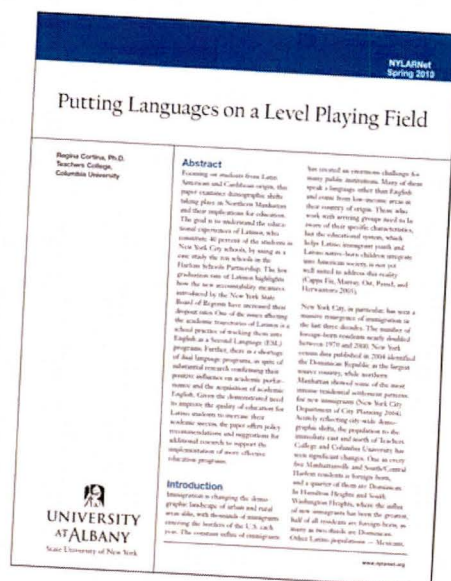 NYLARNet
Spring 2010
Putting Languages on a Level Playing Field
Regina Cortina, Ph.D.
Teachers College,
Columbia University
Abstract
Focusing on students from Latin
American and Caribbean origin, this
paper examines demographic shifts
taking place in Northern Manhattan
and their implications for education.
The goal is to understand the educa-
tional experiences of Latinos, who
constitute 40 percent of the students in
New York City schools, by using as a
case study the ten schools in the
Harlem Schools Partnership. The low
graduation rate of Latinos highlights
how the new accountability measures
introduced by the New York State
Board of Regents have increased their
dropout rates. One of the issues affecting
the academic trajectories of Latinos is a
school practice of tracking them into
English as a Second Language (ESL)
programs. Further, there is a shortage
of dual language programs, in spite of
substantial research confirming their
positive influence on academic perfor-
mance and the acquisition of academic
English. Given the demonstrated need
to improve the quality of education for
Latino students to increase their
academic success, the paper offers policy
recommendations and suggestions for
additional research to support the
implementation of more effective
education programs.
Introduction
Immigration is changing the demo-
graphic landscape of urban and rural
areas alike, with thousands of immigrants
entering the borders of the U.S. each
year. The constant influx of immigrants
has created an enormous challenge for
many public institutions. Many of them
speak a language other than English
and come from low-income areas in
their country of origin. Those who
work with arriving groups need to be
aware of their specific characteristics,
but the educational system, which
helps Latino immigrant youth and
Latino native-born children integrate
into American society, is not yet
well suited to address this reality
(Capps Fix, Murray, Ost, Passel, and
Herwantoro 2005).
New York City, in particular, has seen a
massive resurgence of immigration in
the last three decades. The number of
foreign-born residents nearly doubled
between 1970 and 2000. New York
census data published in 2004 identified
the Dominican Republic as the largest
source country, while northern
Manhattan showed some of the most
intense residential settlement patterns
for new immigrants (New York City
Department of City Planning 2004).
Acutely reflecting city-wide demo-
graphic shifts, the population to the
immediate east and north of Teachers
College and Columbia University has
seen significant changes. One in every
five Manhattanville and South/Central
Harlem residents is foreign born,
and a quarter of them are Dominican.
In Hamilton Heights and South
Washington Heights, where the influx
of new immigrants has been the greatest,
half of all residents are foreign-born, as
many as two-thirds are Dominican.
Other Latino populations — Mexicans,
UNIVERSITY
AT ALBANY
State University of New York
www.nylarnet.org